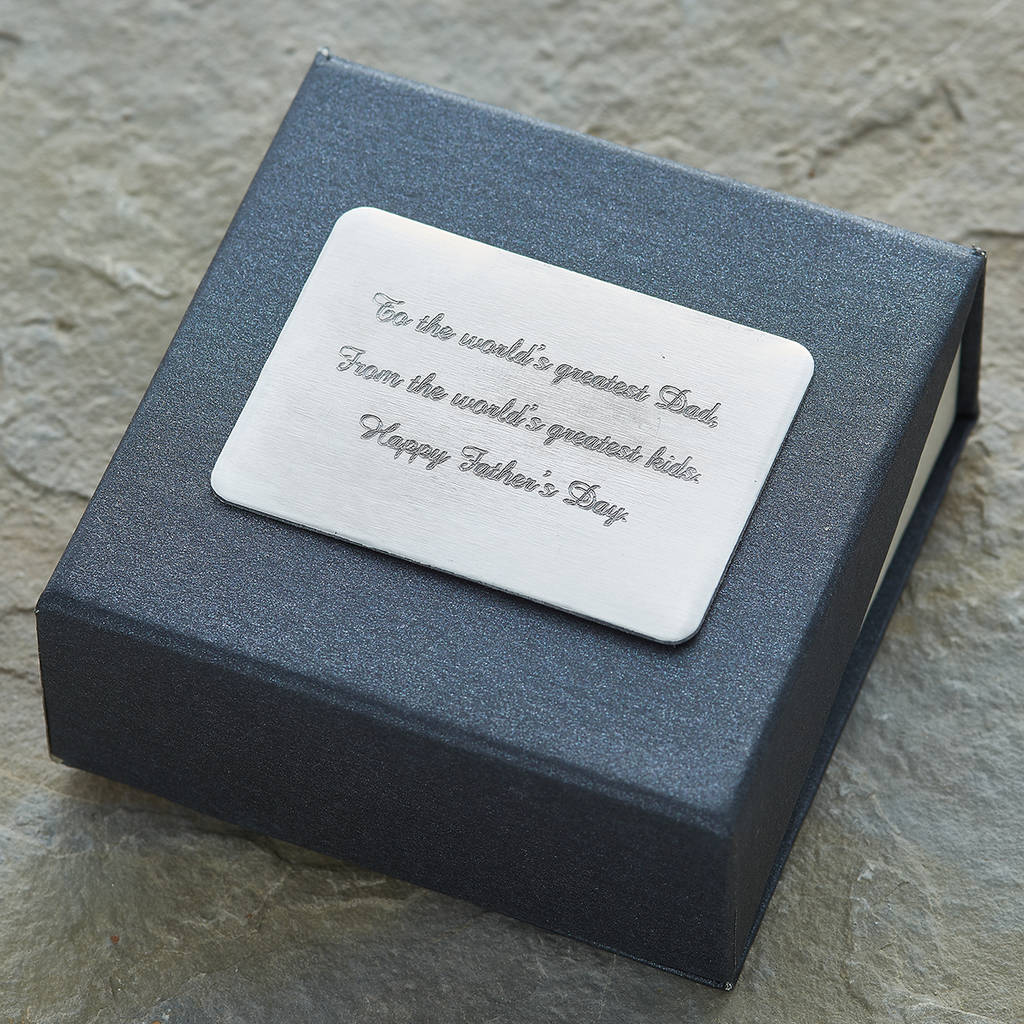 To the world's greatest Dad,
From the world's greatest kids.
Happy Father's Day.